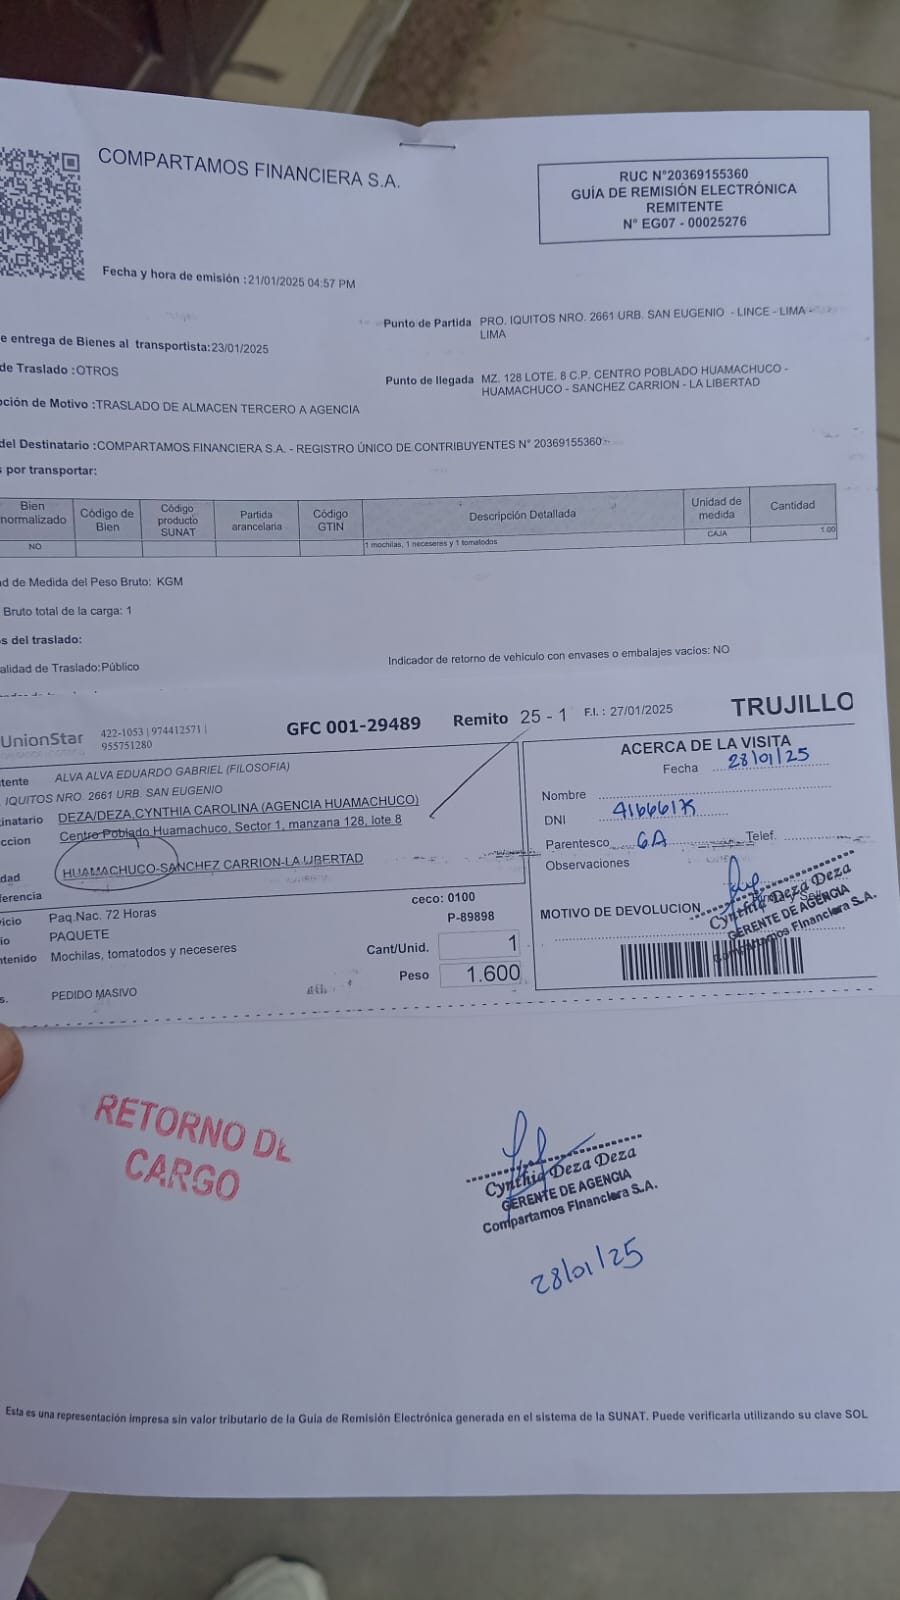 COMPARTAMOS FINANCIERA S.A.
RUC N°20369155360
GUÍA DE REMISIÓN ELECTRÓNICA
REMITENTE
N° EG07 - 00025276
Fecha y hora de emisión :21/01/2025 04:57 PM
Punto de Partida PRO. IQUITOS NRO. 2661 URB. SAN EUGENIO - LINCE - LIMA -
LIMA
e entrega de Bienes al transportista:23/01/2025
de Traslado :OTROS
Punto de llegada MZ. 128 LOTE. 8 C.P. CENTRO POBLADO HUAMACHUCO -
HUAMACHUCO - SANCHEZ CARRION - LA LIBERTAD
ción de Motivo :TRASLADO DE ALMACEN TERCERO A AGENCIA
del Destinatario :COMPARTAMOS FINANCIERA S.A. - REGISTRO ÚNICO DE CONTRIBUYENTES N° 20369155360
s por transportar:
Bien normalizado Código de Bien Código producto SUNAT Partida arancelaria Código GTIN Descripción Detallada Unidad de medida Cantidad
NO 1 mochilas, 1 neceseres y 1 tomatodos CAJA 1.00
ad de Medida del Peso Bruto: KGM
Bruto total de la carga: 1
s del traslado:
alidad de Traslado:Público
Indicador de retorno de vehiculo con envases o embalajes vacios: NO
UnionStar 422-1053 | 974412571 |
955751280
GFC 001-29489 Remito 25 - 1 F.I. : 27/01/2025 TRUJILLO
tente ALVA ALVA EDUARDO GABRIEL (FILOSOFIA)
IQUITOS NRO. 2661 URB. SAN EUGENIO
inatario DEZA/DEZA,CYNTHIA CAROLINA (AGENCIA HUAMACHUCO)
ccion Centro Poblado Huamachuco, Sector 1, manzana 128, lote 8
dad HUAMACHUCO-SANCHEZ CARRION-LA LIBERTAD
ferencia
icio Paq.Nac. 72 Horas
io PAQUETE
ntenido Mochilas, tomatodos y neceseres
s. PEDIDO MASIVO
ceco: 0100
P-89898
Cant/Unid. 1
Peso 1.600
ACERCA DE LA VISITA
Fecha 28/01/25
Nombre
DNI
Parentesco GA Telef.
Observaciones
MOTIVO DE DEVOLUCION
Cynthia Deza Deza
GERENTE DE AGENCIA
Compartamos Financiera S.A.
RETORNO DE
CARGO
Cynthia Deza Deza
GERENTE DE AGENCIA
Compartamos Financiera S.A.
28/01/25
Esta es una representación impresa sin valor tributario de la Guía de Remisión Electrónica generada en el sistema de la SUNAT. Puede verificarla utilizando su clave SOL